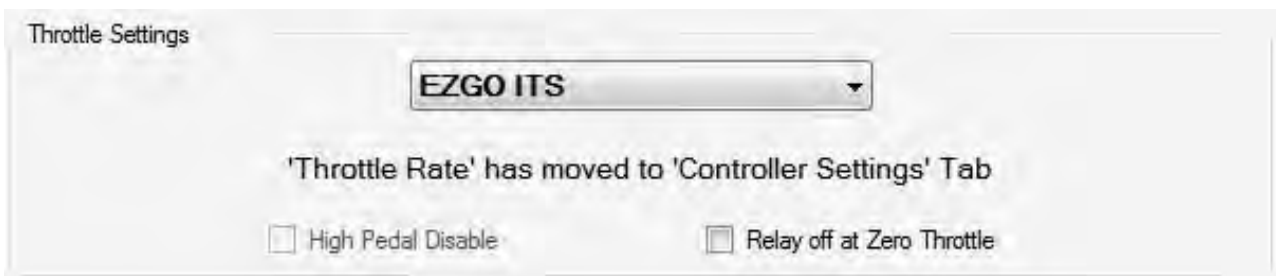 Throttle Settings
EZGO ITS
'Throttle Rate' has moved to 'Controller Settings' Tab
High Pedal Disable
Relay off at Zero Throttle